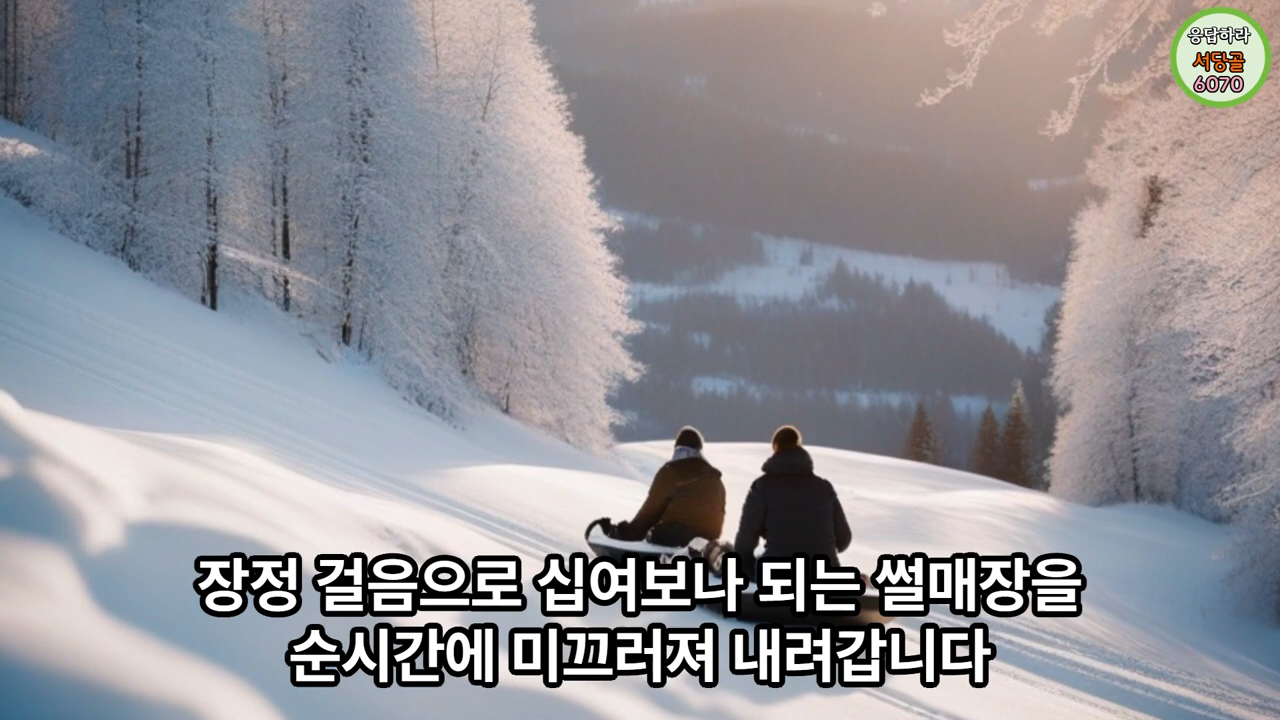 응답하라
서당골
6070
장정 걸음으로 십여보나 되는 썰매장을
순시간에 미끄러져 내려갑니다